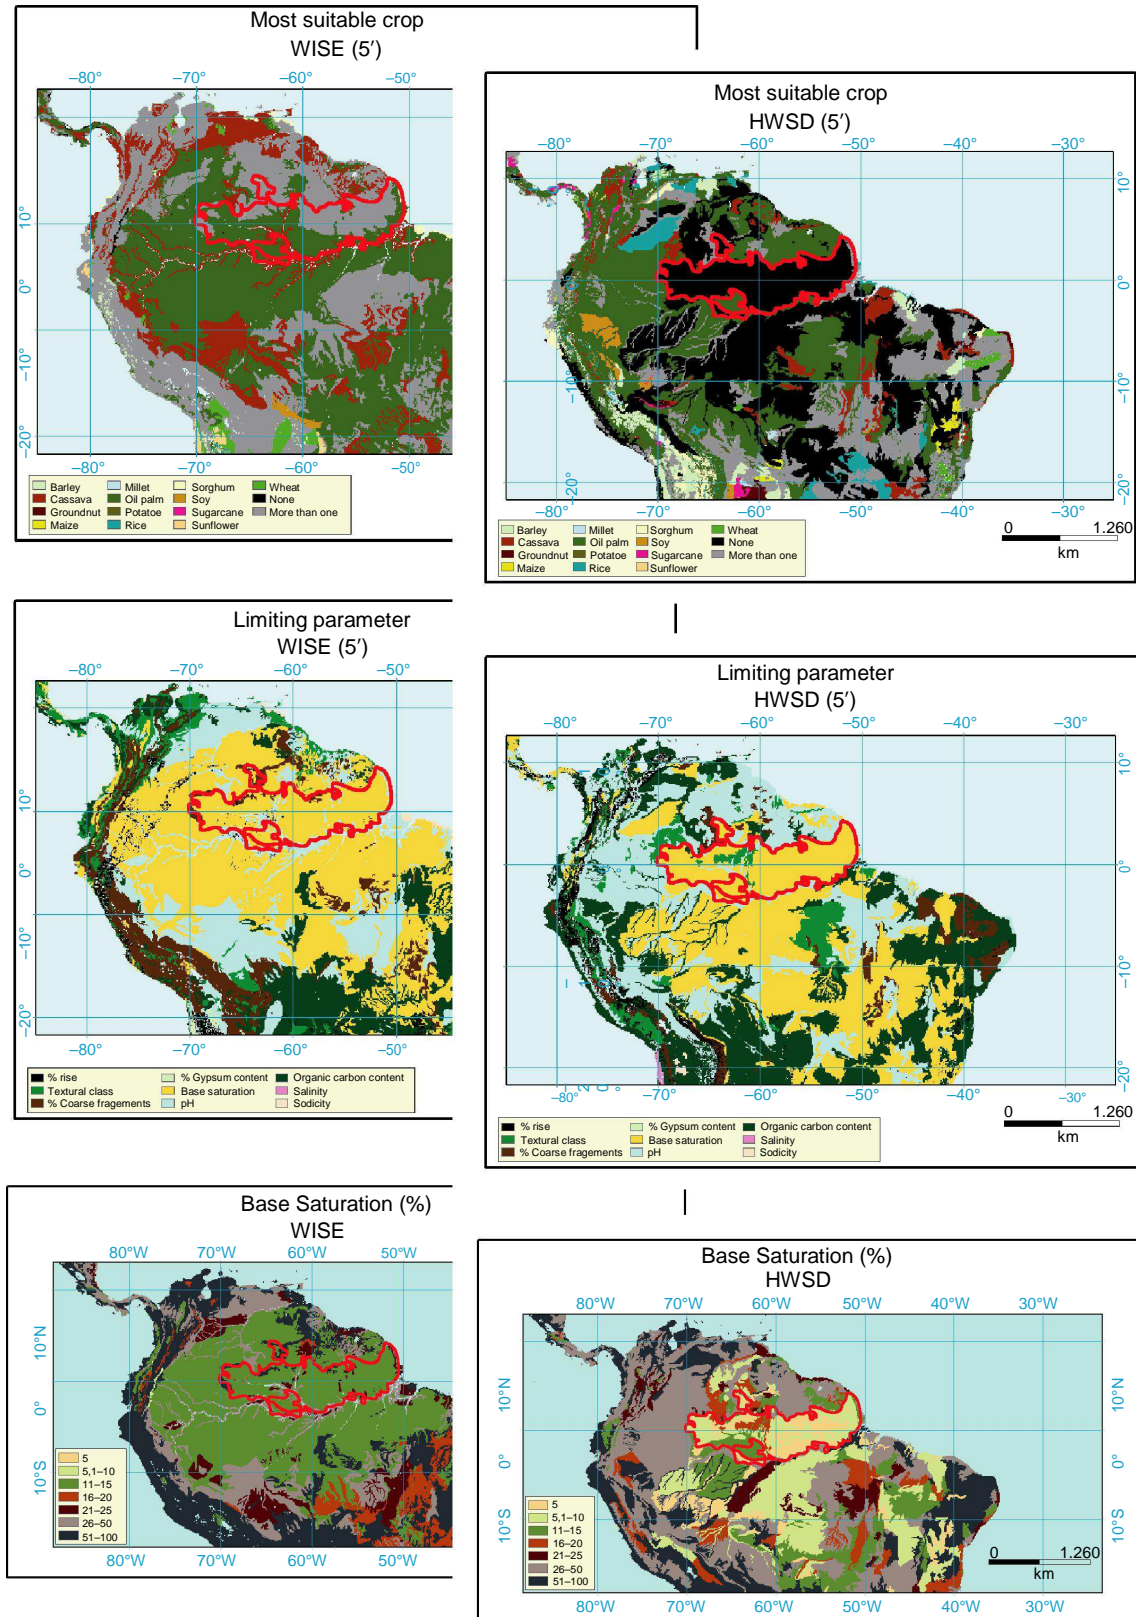 Most suitable crop
WISE (5′)
–80° –70° –60° –50°
10°
0°
–10°
–20°
–80° –70° –60° –50°
Barley Millet Sorghum Wheat
Cassava Oil palm Soy None
Groundnut Potatoe Sugarcane More than one
Maize Rice Sunflower
Most suitable crop
HWSD (5′)
–80° –70° –60° –50° –40° –30°
10° 10°
0°
–10° –10°
–20° –20°
–80° –70° –60° –50° –40° –30°
Barley Millet Sorghum Wheat
Cassava Oil palm Soy None
Groundnut Potatoe Sugarcane More than one
Maize Rice Sunflower
0 1.260
km
Limiting parameter
WISE (5′)
–80° –70° –60° –50°
10°
0°
–10°
–20°
–80° –70° –60° –50°
% rise % Gypsum content Organic carbon content
Textural class Base saturation Salinity
% Coarse fragements pH Sodicity
Limiting parameter
HWSD (5′)
–80° –70° –60° –50° –40° –30°
10° 10°
0° 0°
–10°
–20°
–80° –70° –60° –50° –40° –30°
% rise % Gypsum content Organic carbon content
Textural class Base saturation Salinity
% Coarse fragements pH Sodicity
0 1.260
km
Base Saturation (%)
WISE
80°W 70°W 60°W 50°W
10°N
0°
10°S
5
5,1–10
11–15
16–20
21–25
26–50
51–100
80°W 70°W 60°W 50°W
Base Saturation (%)
HWSD
80°W 70°W 60°W 50°W 40°W 30°W
10°N 10°N
0° 0°
10°S 10°S
5
5,1–10
11–15
16–20
21–25
26–50
51–100
0 1.260
km
80°W 70°W 60°W 50°W 40°W 30°W